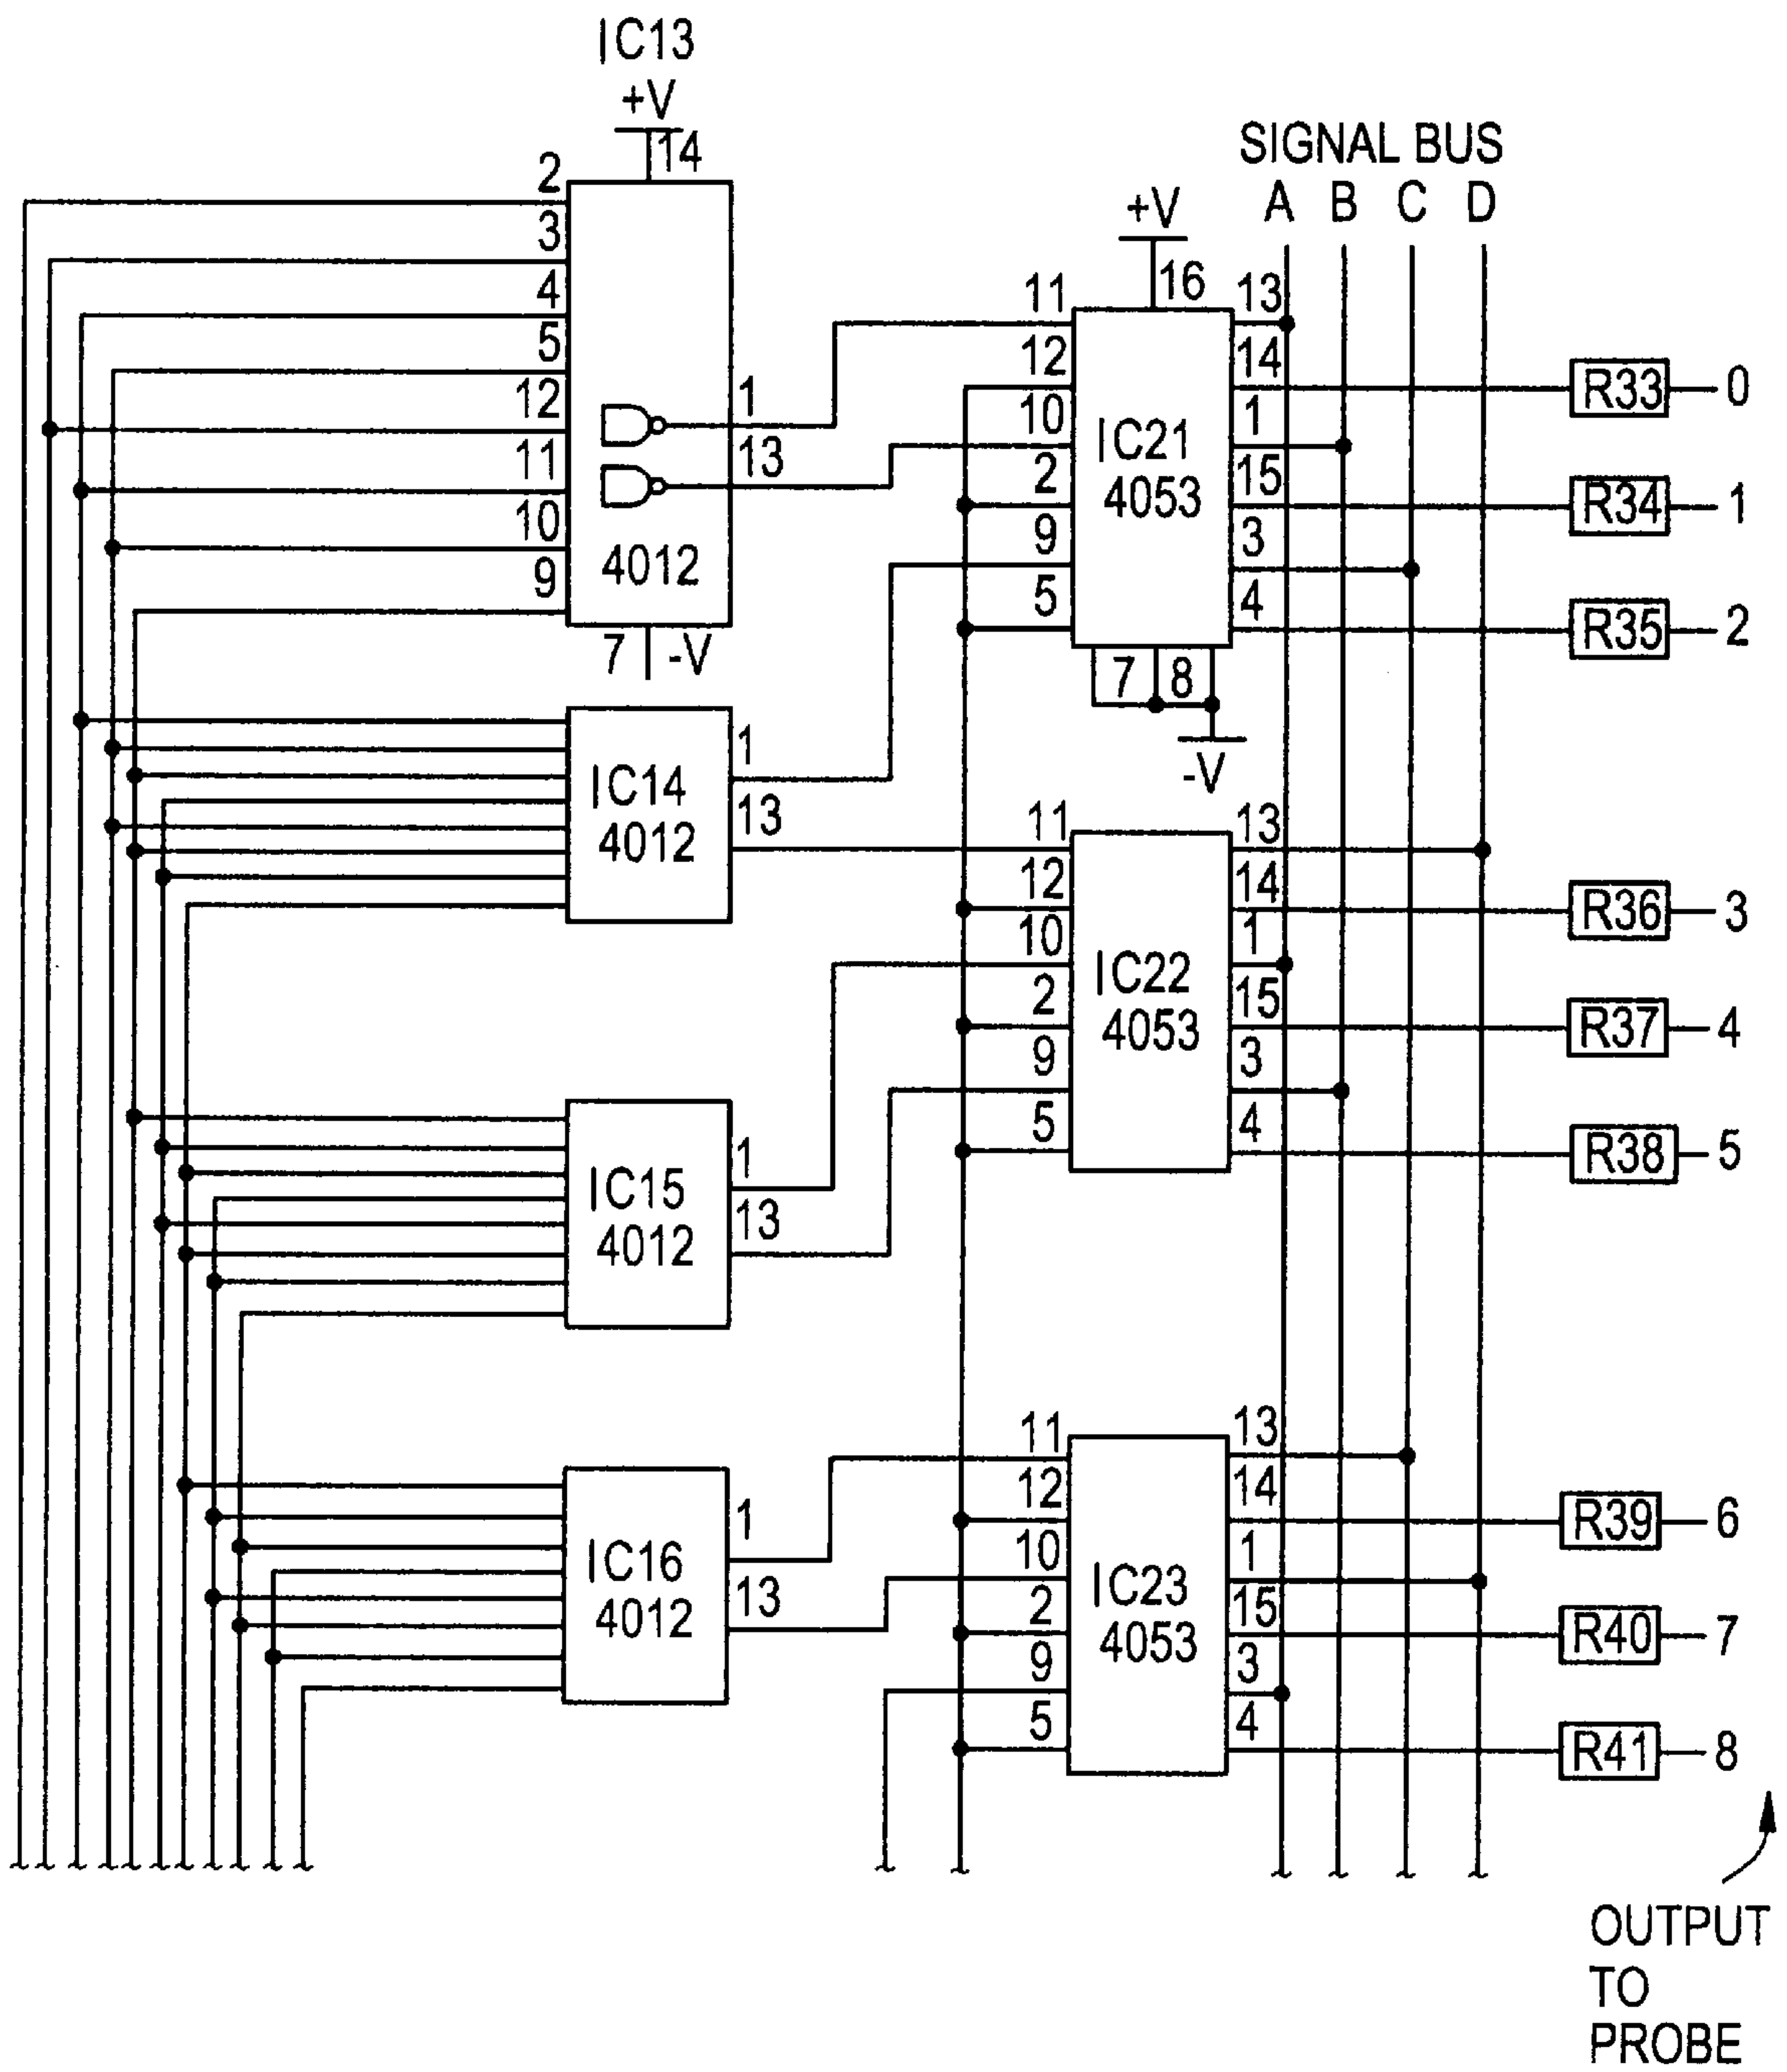 IC13
+V
14
2
3
4
5
12
11
10
9
1
13
4012
7 -V
SIGNAL BUS
A B C D
+V
16
11
12
10
2
9
5
IC21
4053
13
14
1
15
3
4
7 8
-V
R33 0
R34 1
R35 2
IC14
4012
1
13
11
12
10
2
9
5
IC22
4053
13
14
1
15
3
4
R36 3
R37 4
R38 5
IC15
4012
1
13
IC16
4012
1
13
11
12
10
2
9
5
IC23
4053
13
14
1
15
3
4
R39 6
R40 7
R41 8
OUTPUT
TO
PROBE